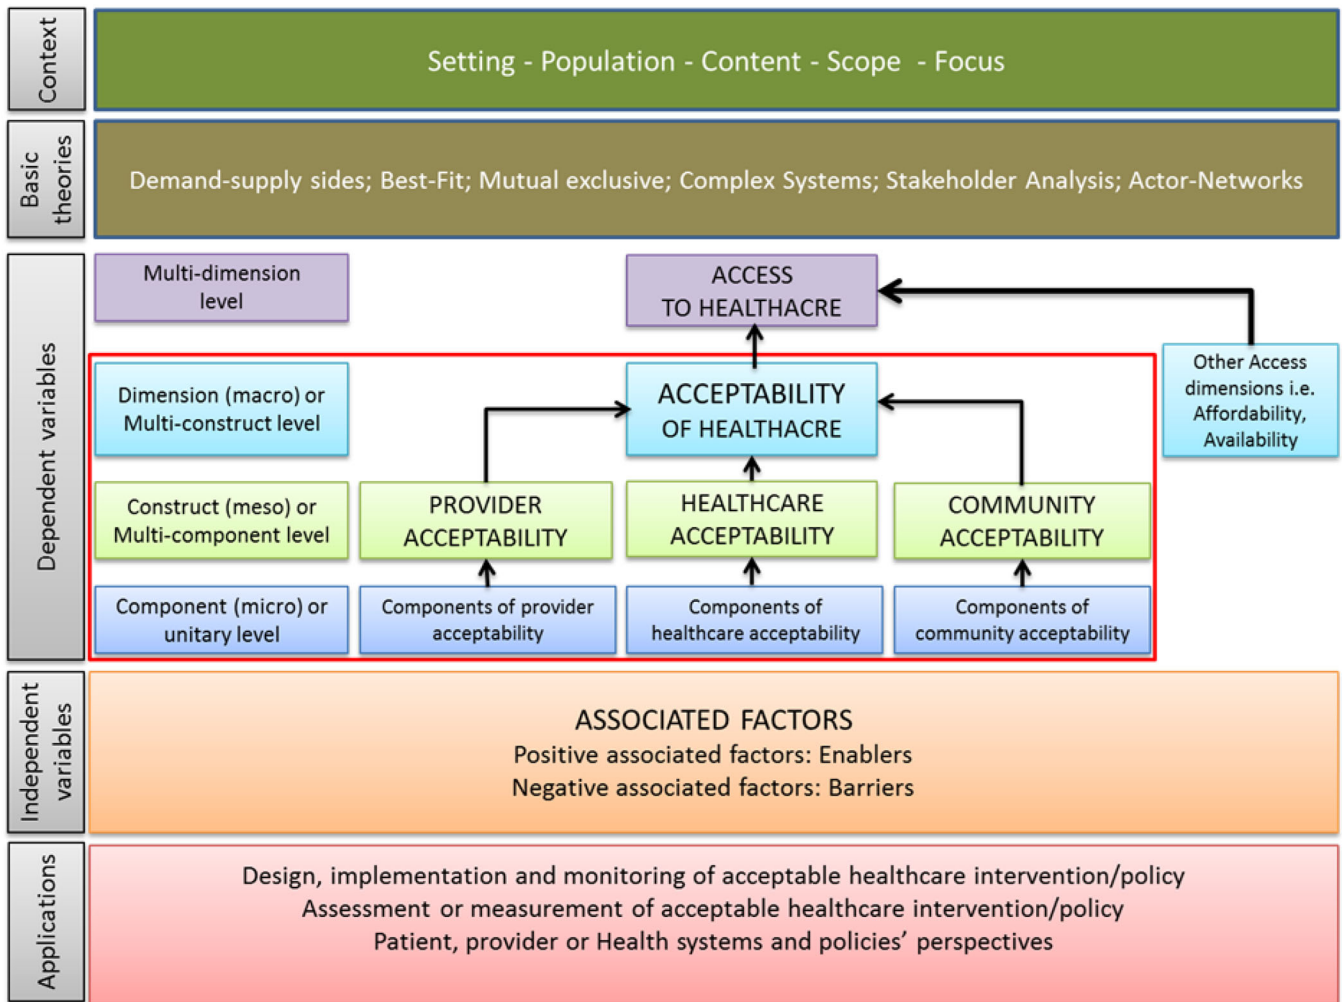 Context
Setting - Population - Content - Scope - Focus
Basic
theories
Demand-supply sides; Best-Fit; Mutual exclusive; Complex Systems; Stakeholder Analysis; Actor-Networks
Dependent variables
Multi-dimension
level
ACCESS
TO HEALTHACRE
Other Access
dimensions i.e.
Affordability,
Availability
Dimension (macro) or
Multi-construct level
ACCEPTABILITY
OF HEALTHACRE
Construct (meso) or
Multi-component level
PROVIDER
ACCEPTABILITY
HEALTHCARE
ACCEPTABILITY
COMMUNITY
ACCEPTABILITY
Component (micro) or
unitary level
Components of provider
acceptability
Components of
healthcare acceptability
Components of
community acceptability
Independent
variables
ASSOCIATED FACTORS
Positive associated factors: Enablers
Negative associated factors: Barriers
Applications
Design, implementation and monitoring of acceptable healthcare intervention/policy
Assessment or measurement of acceptable healthcare intervention/policy
Patient, provider or Health systems and policies’ perspectives